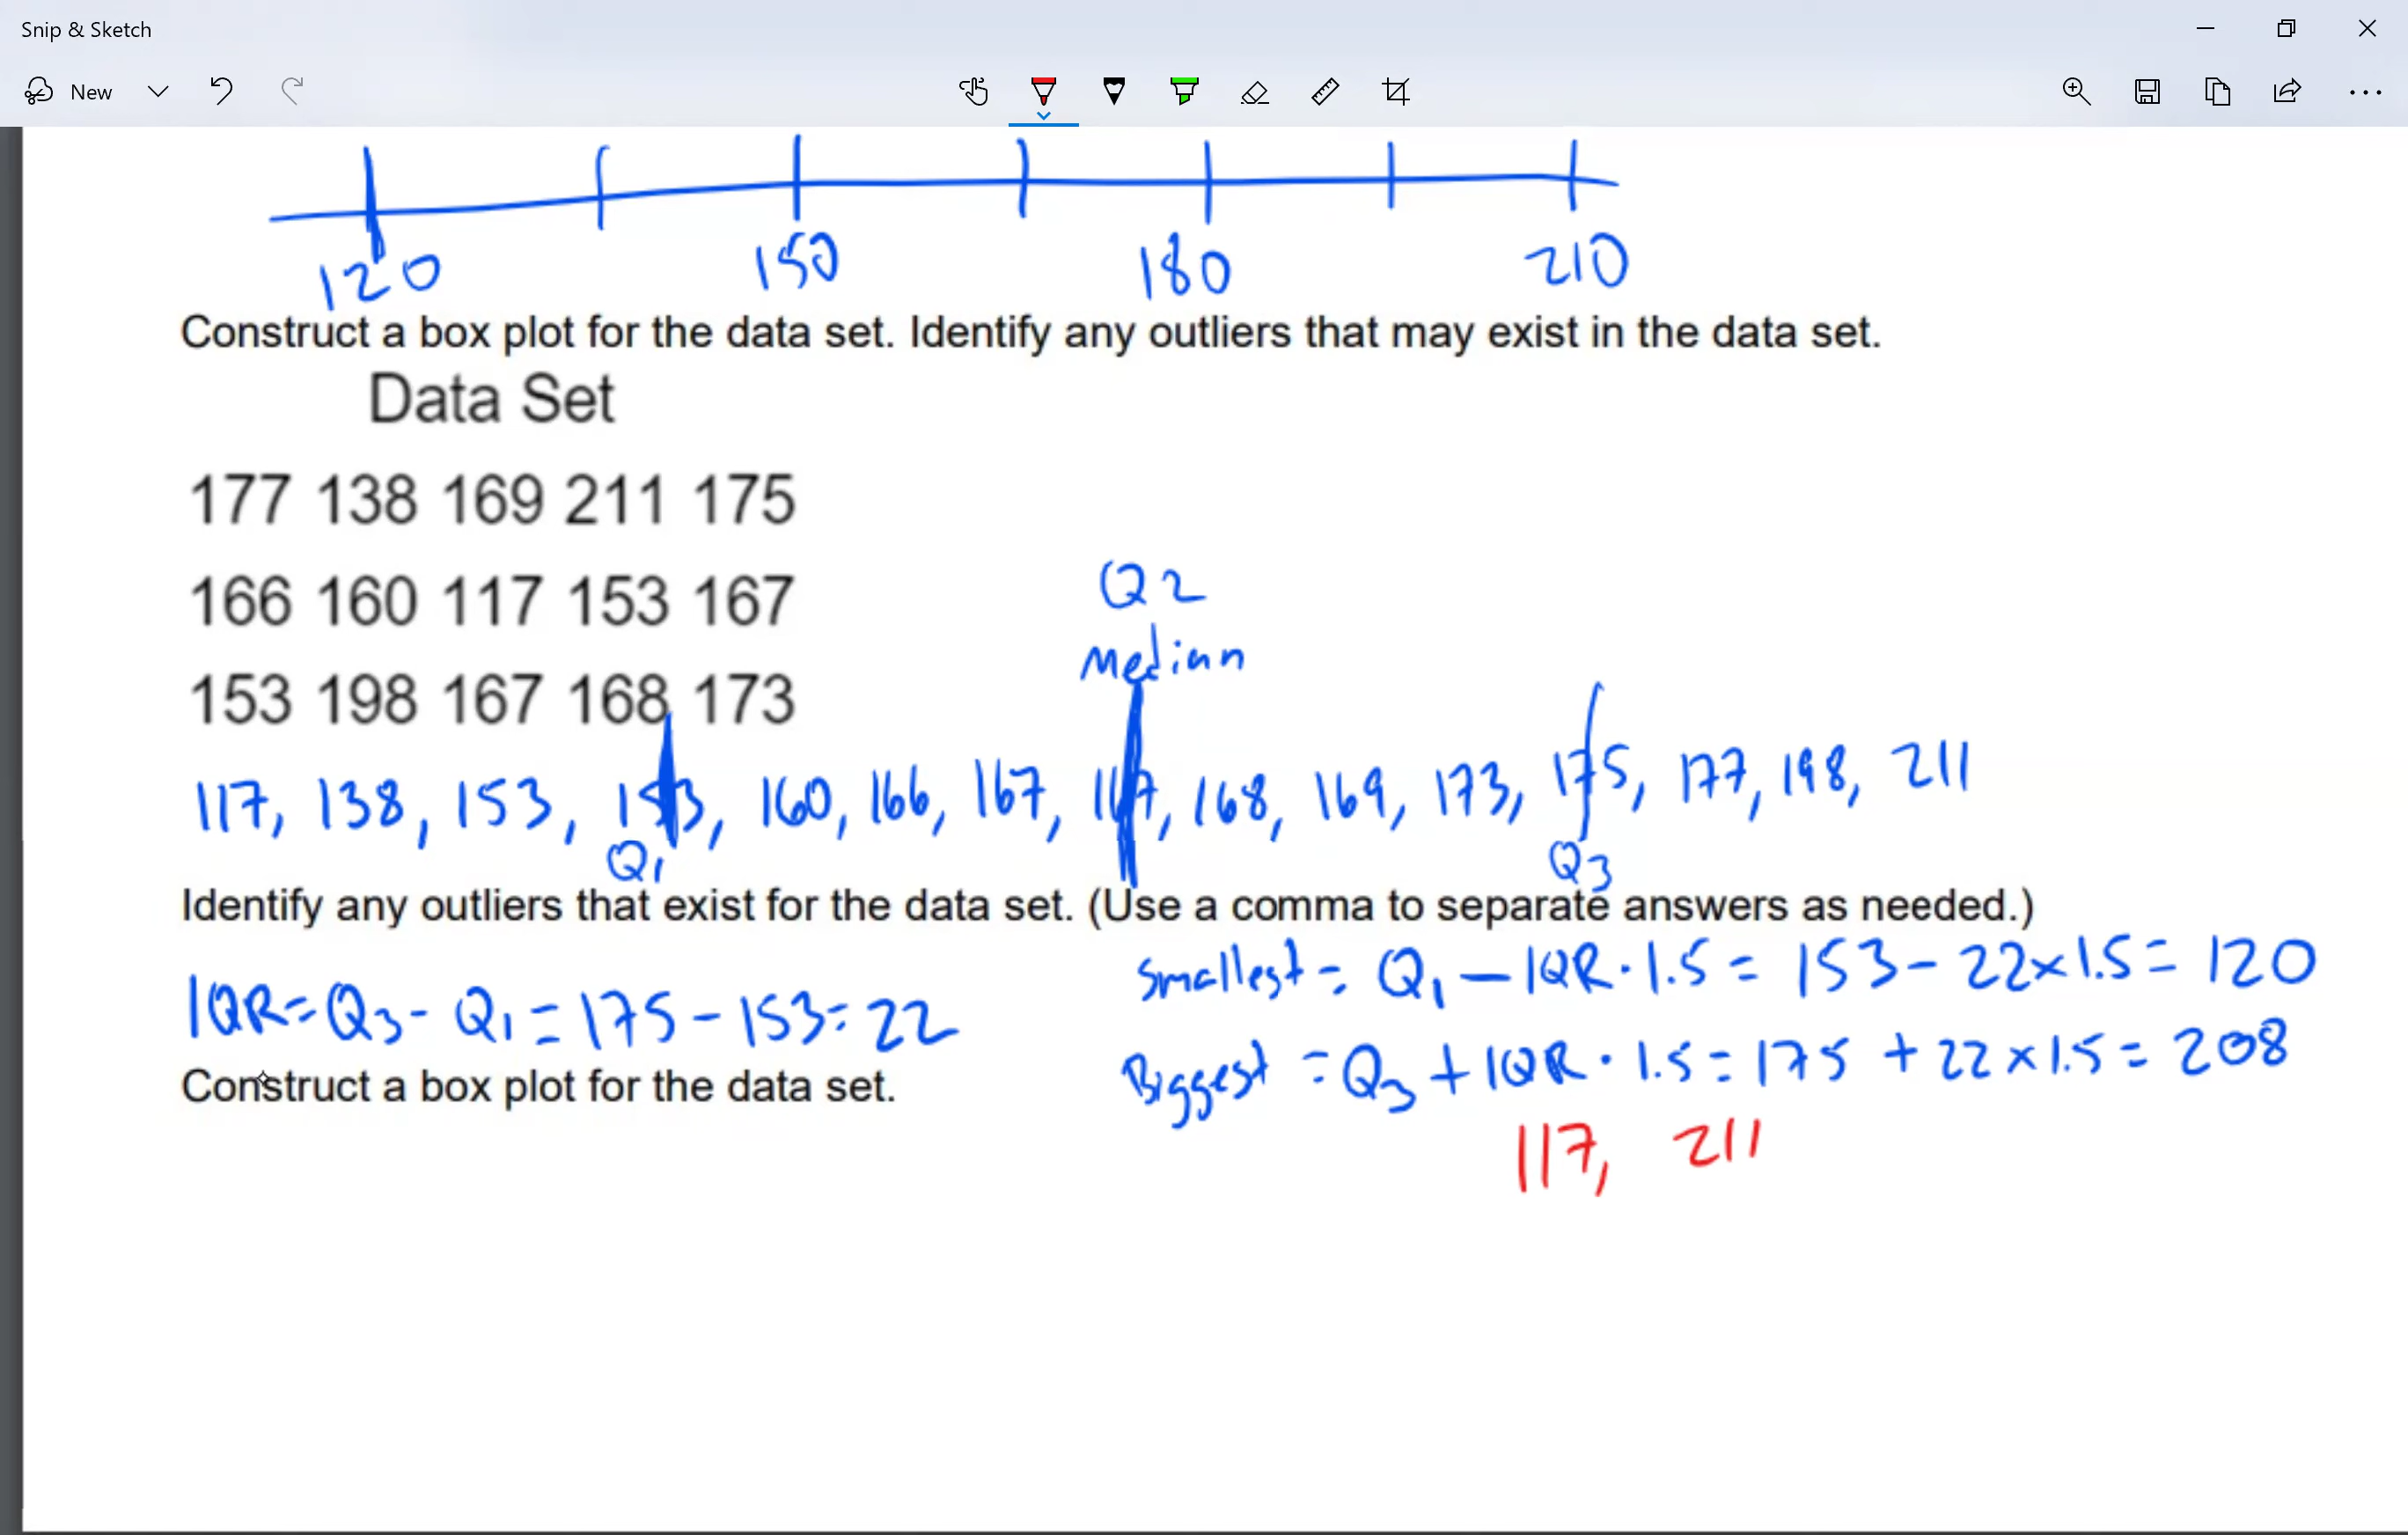 Snip & Sketch
New
120 150 180 210
Construct a box plot for the data set. Identify any outliers that may exist in the data set.
Data Set
177 138 169 211 175
166 160 117 153 167
153 198 167 168 173
Q2
Median
117, 138, 153, 153, 160, 166, 167, 167, 168, 169, 173, 175, 177, 198, 211
Q1 Q3
Identify any outliers that exist for the data set. (Use a comma to separate answers as needed.)
Smallest = Q1 - IQR · 1.5 = 153 - 22 x 1.5 = 120
IQR = Q3 - Q1 = 175 - 153 = 22
Biggest = Q3 + IQR · 1.5 = 175 + 22 x 1.5 = 208
Construct a box plot for the data set.
117, 211